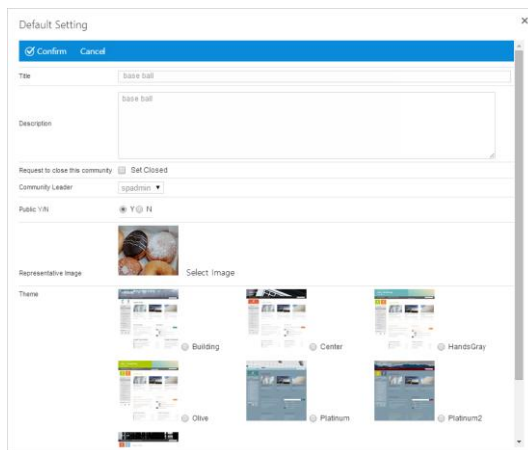 Default Setting
Confirm Cancel
Title base ball
Description base ball
Request to close this community Set Closed
Community Leader spadmin
Public Y/N Y N
Representative Image Select Image
Theme
Building Center HandsGray
Olive Platinum Platinum2